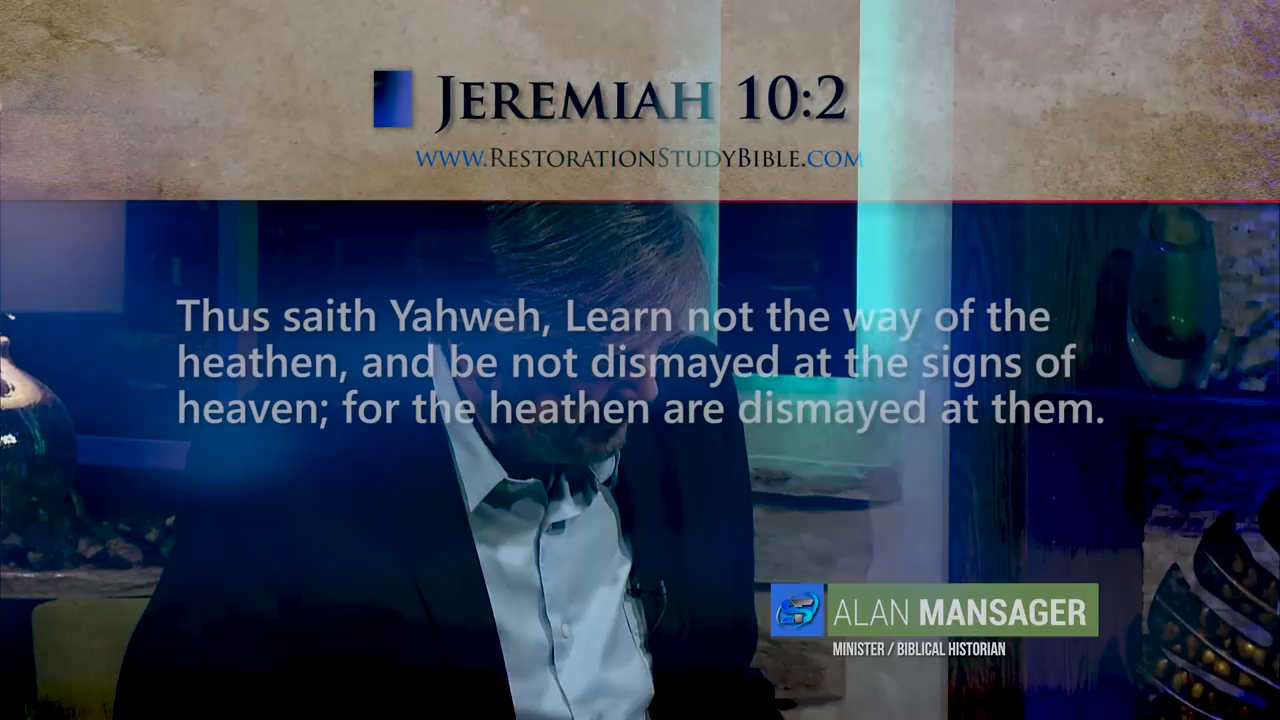 JEREMIAH 10:2
WWW.RESTORATIONSTUDYBIBLE.COM
Thus saith Yahweh, Learn not the way of the
heathen, and be not dismayed at the signs of
heaven; for the heathen are dismayed at them.
ALAN MANSAGER
MINISTER / BIBLICAL HISTORIAN